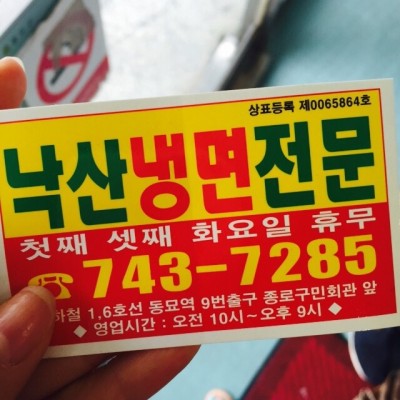 상표등록 제0065864호
낙산냉면전문
첫째 셋째 화요일 휴무
☎743-7285
하철 1,6호선 동묘역 9번출구 종로구민회관 앞
◆ 영업시간 : 오전 10시~오후 9시 ◆